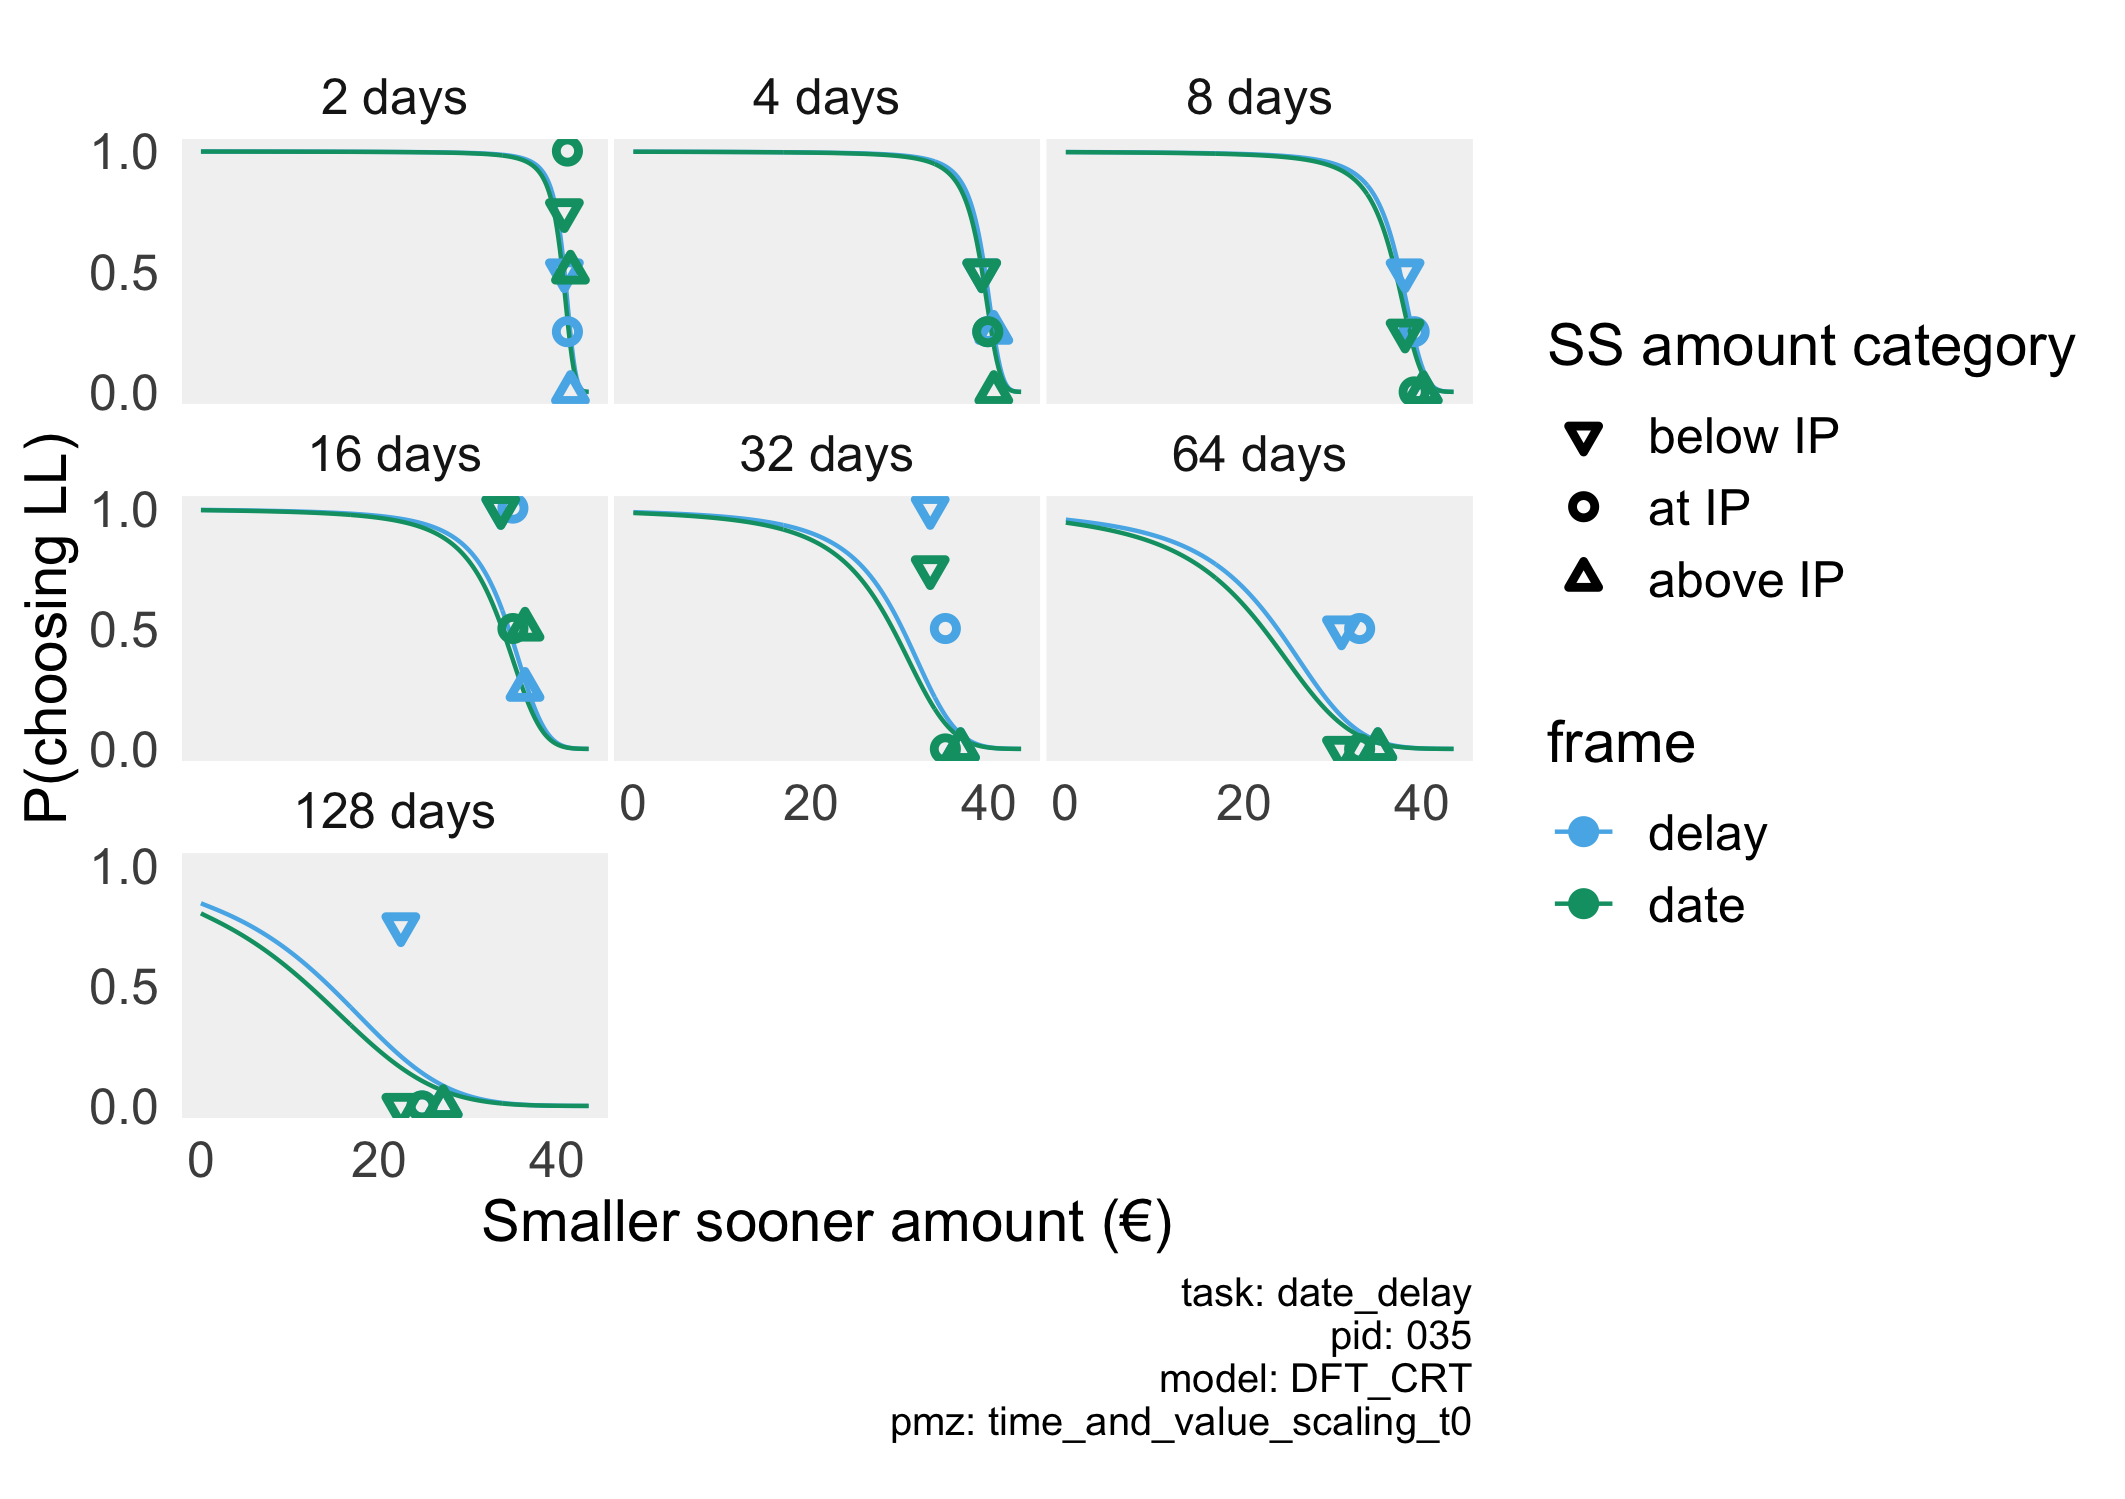 2 days
4 days
8 days
1.0
0.5
0.0
16 days
32 days
64 days
1.0
0.5
0.0
0
20
40
0
20
40
128 days
1.0
0.5
0.0
0
20
40
P(choosing LL)
Smaller sooner amount (€)
SS amount category
below IP
at IP
above IP
frame
delay
date
task: date_delay
pid: 035
model: DFT_CRT
pmz: time_and_value_scaling_t0